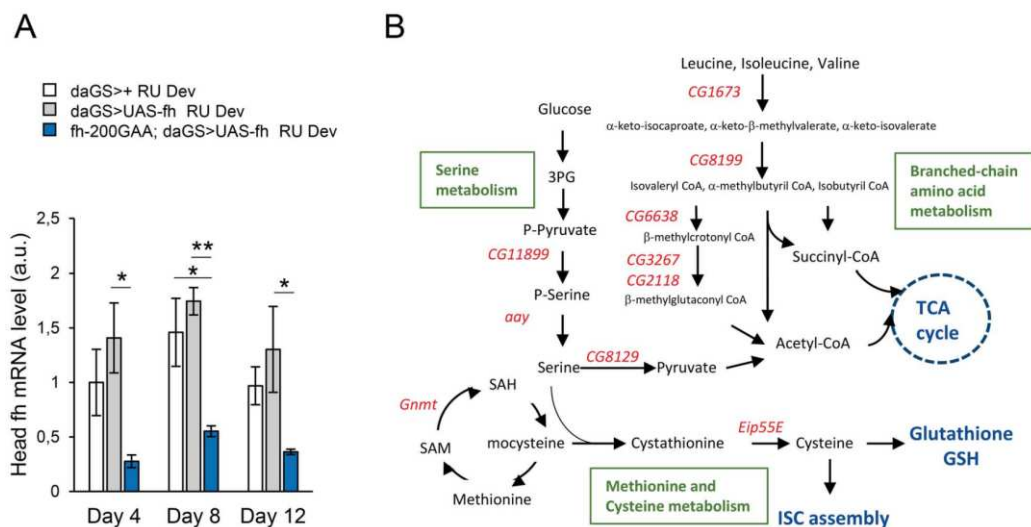 A
daGS>+ RU Dev
daGS>UAS-fh RU Dev
fh-200GAA; daGS>UAS-fh RU Dev
Head fh mRNA level (a.u.)
2,5
2
1,5
1
0,5
0
*
**
*
*
Day 4
Day 8
Day 12
B
Leucine, Isoleucine, Valine
CG1673
α-keto-isocaproate, α-keto-β-methylvalerate, α-keto-isovalerate
CG8199
Isovaleryl CoA, α-methylbutyril CoA, Isobutyril CoA
CG6638
β-methylcrotonyl CoA
CG3267
CG2118
β-methylglutaconyl CoA
Branched-chain
amino acid
metabolism
Succinyl-CoA
Acetyl-CoA
TCA
cycle
Glucose
Serine
metabolism
3PG
P-Pyruvate
CG11899
P-Serine
aay
Serine
CG8129
Pyruvate
SAH
Gnmt
SAM
mocysteine
Methionine
Cystathionine
Eip55E
Cysteine
Glutathione
GSH
Methionine and
Cysteine metabolism
ISC assembly